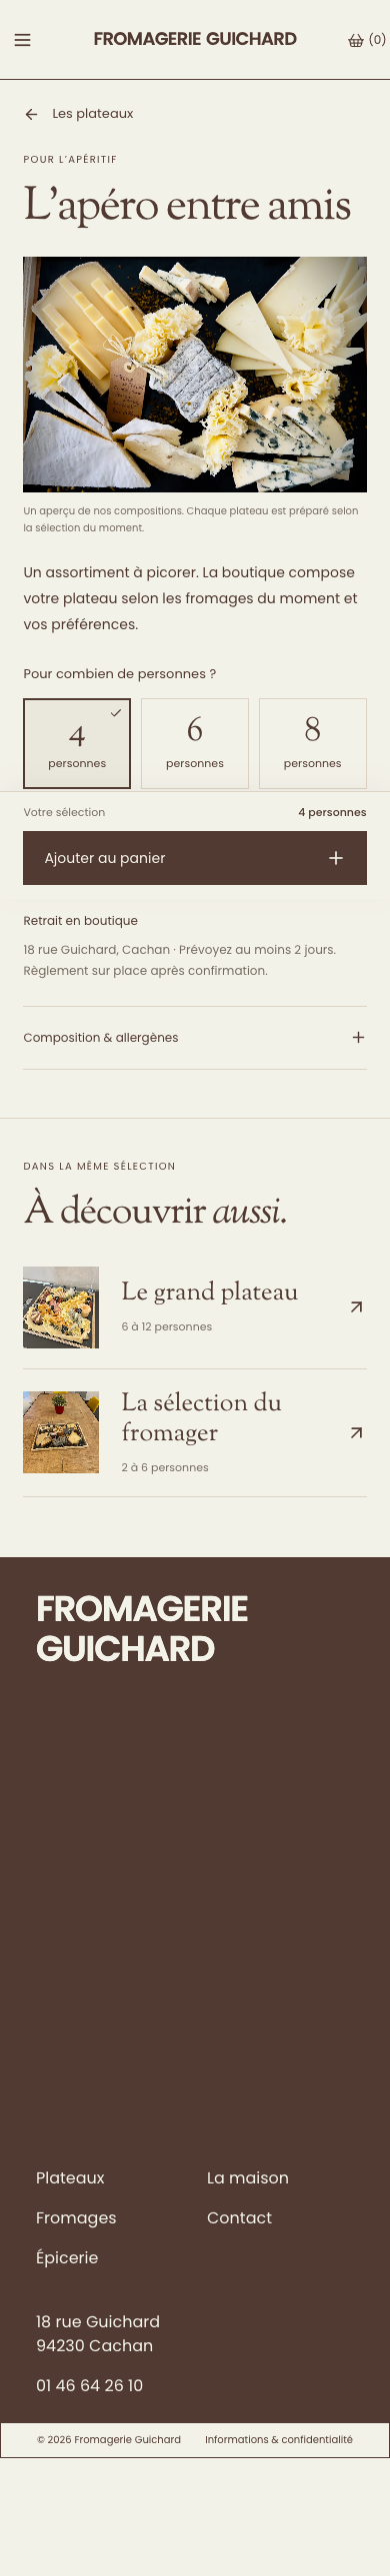 FROMAGERIE GUICHARD
(0)
Les plateaux
POUR L’APÉRITIF
L’apéro entre amis
Un aperçu de nos compositions. Chaque plateau est préparé selon
la sélection du moment.
Un assortiment à picorer. La boutique compose
votre plateau selon les fromages du moment et
vos préférences.
Pour combien de personnes ?
4
personnes
6
personnes
8
personnes
Votre sélection
4 personnes
Ajouter au panier
Retrait en boutique
18 rue Guichard, Cachan · Prévoyez au moins 2 jours.
Règlement sur place après confirmation.
Composition & allergènes
DANS LA MÊME SÉLECTION
À découvrir aussi.
Le grand plateau
6 à 12 personnes
La sélection du
fromager
2 à 6 personnes
FROMAGERIE
GUICHARD
Plateaux
La maison
Fromages
Contact
Épicerie
18 rue Guichard
94230 Cachan
01 46 64 26 10
© 2026 Fromagerie Guichard
Informations & confidentialité